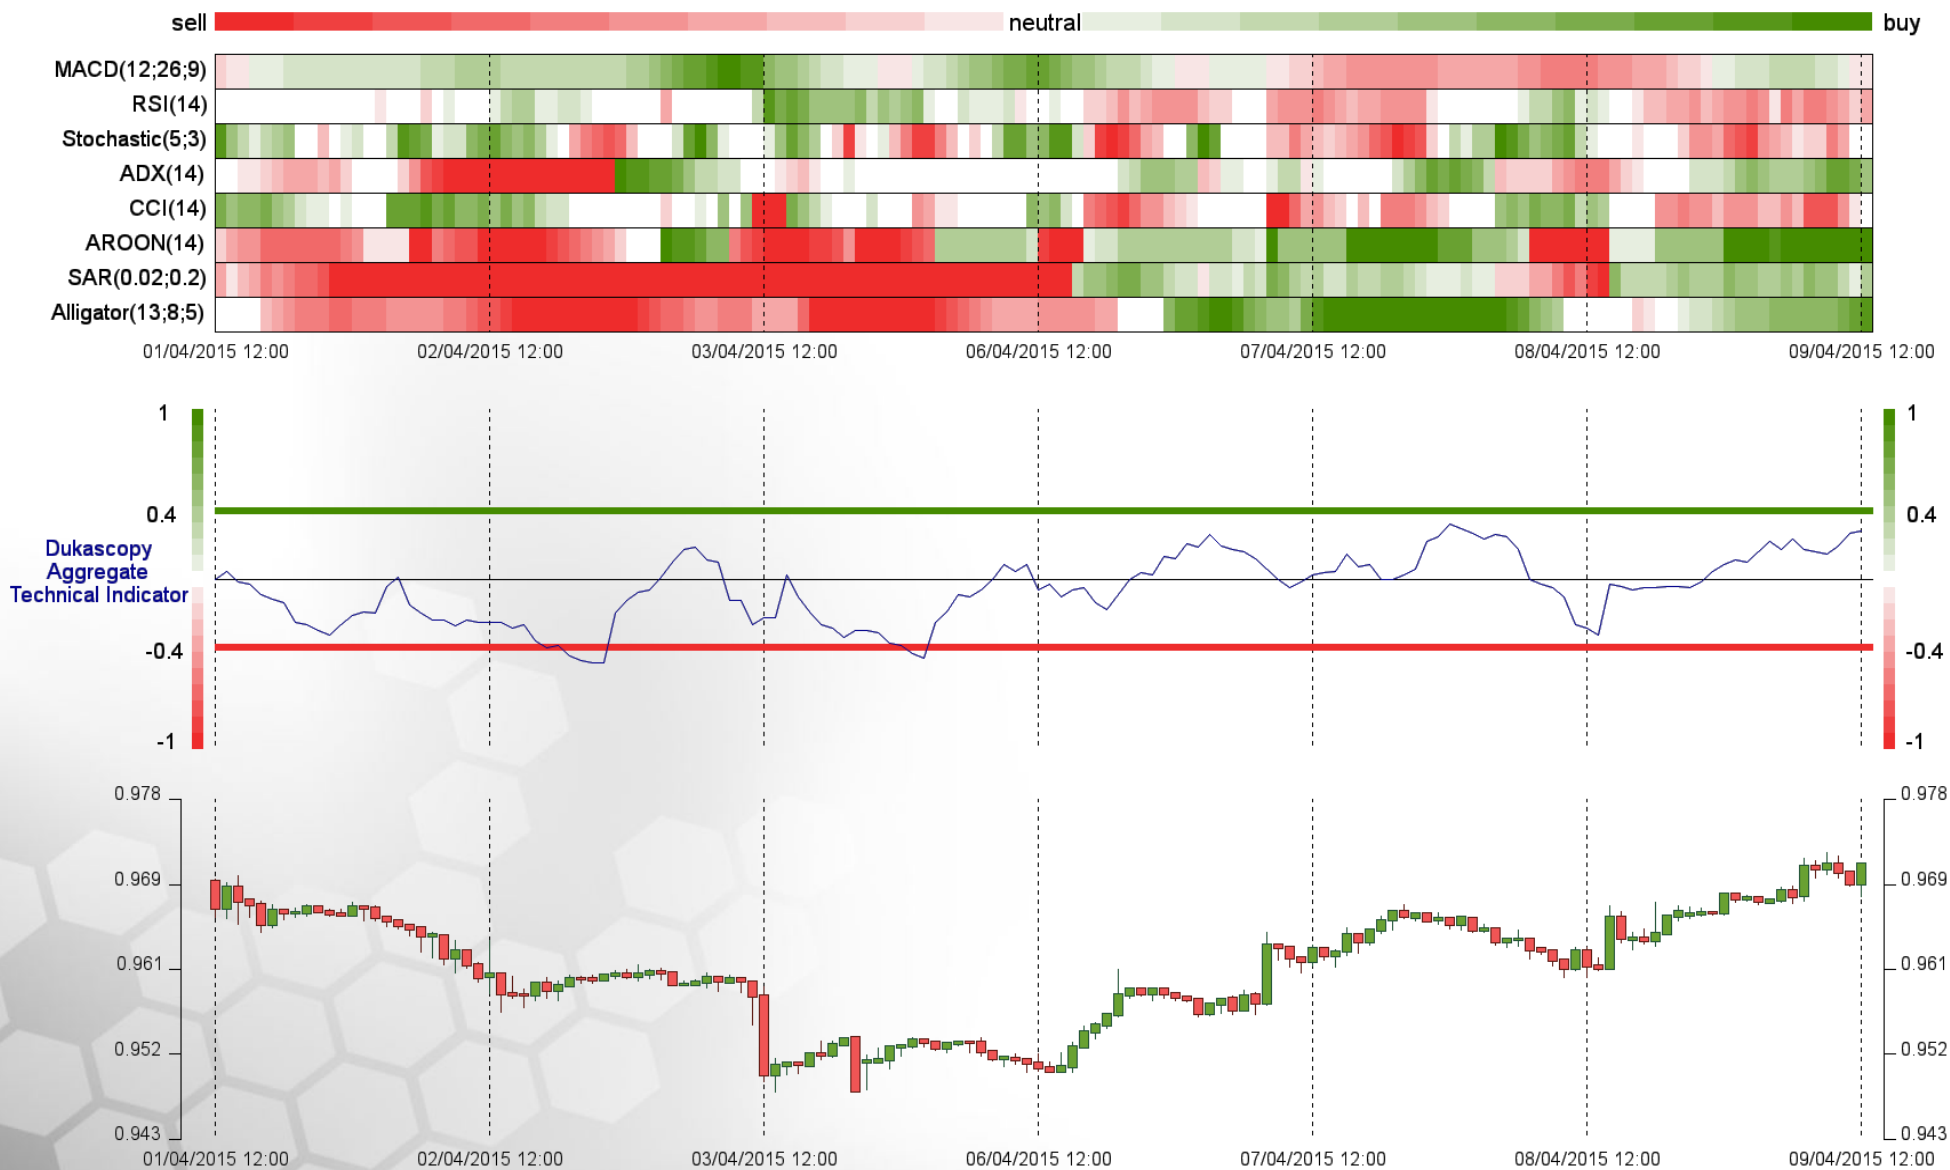 sell neutral buy
MACD(12;26;9)
RSI(14)
Stochastic(5;3)
ADX(14)
CCI(14)
AROON(14)
SAR(0.02;0.2)
Alligator(13;8;5)
01/04/2015 12:00 02/04/2015 12:00 03/04/2015 12:00 06/04/2015 12:00 07/04/2015 12:00 08/04/2015 12:00 09/04/2015 12:00
1 1
0.4 0.4
Dukascopy
Aggregate
Technical Indicator
-0.4 -0.4
-1 -1
0.978 0.978
0.969 0.969
0.961 0.961
0.952 0.952
0.943 0.943
01/04/2015 12:00 02/04/2015 12:00 03/04/2015 12:00 06/04/2015 12:00 07/04/2015 12:00 08/04/2015 12:00 09/04/2015 12:00